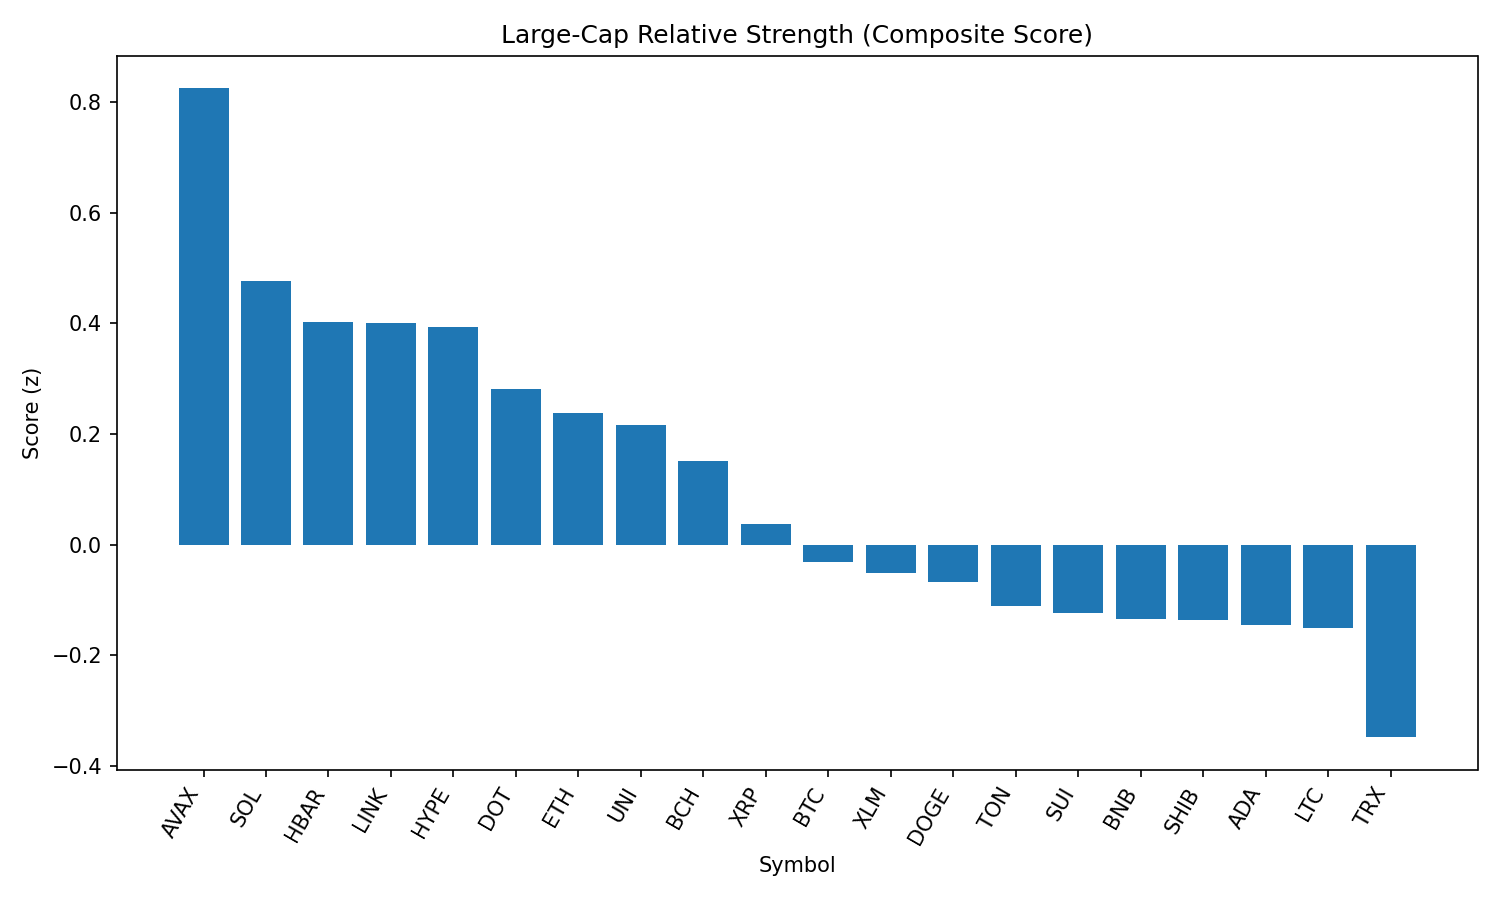 Large-Cap Relative Strength (Composite Score)
Score (z)
0.8
0.6
0.4
0.2
0.0
−0.2
−0.4
AVAX
SOL
HBAR
LINK
HYPE
DOT
ETH
UNI
BCH
XRP
BTC
XLM
DOGE
TON
SUI
BNB
SHIB
ADA
LTC
TRX
Symbol